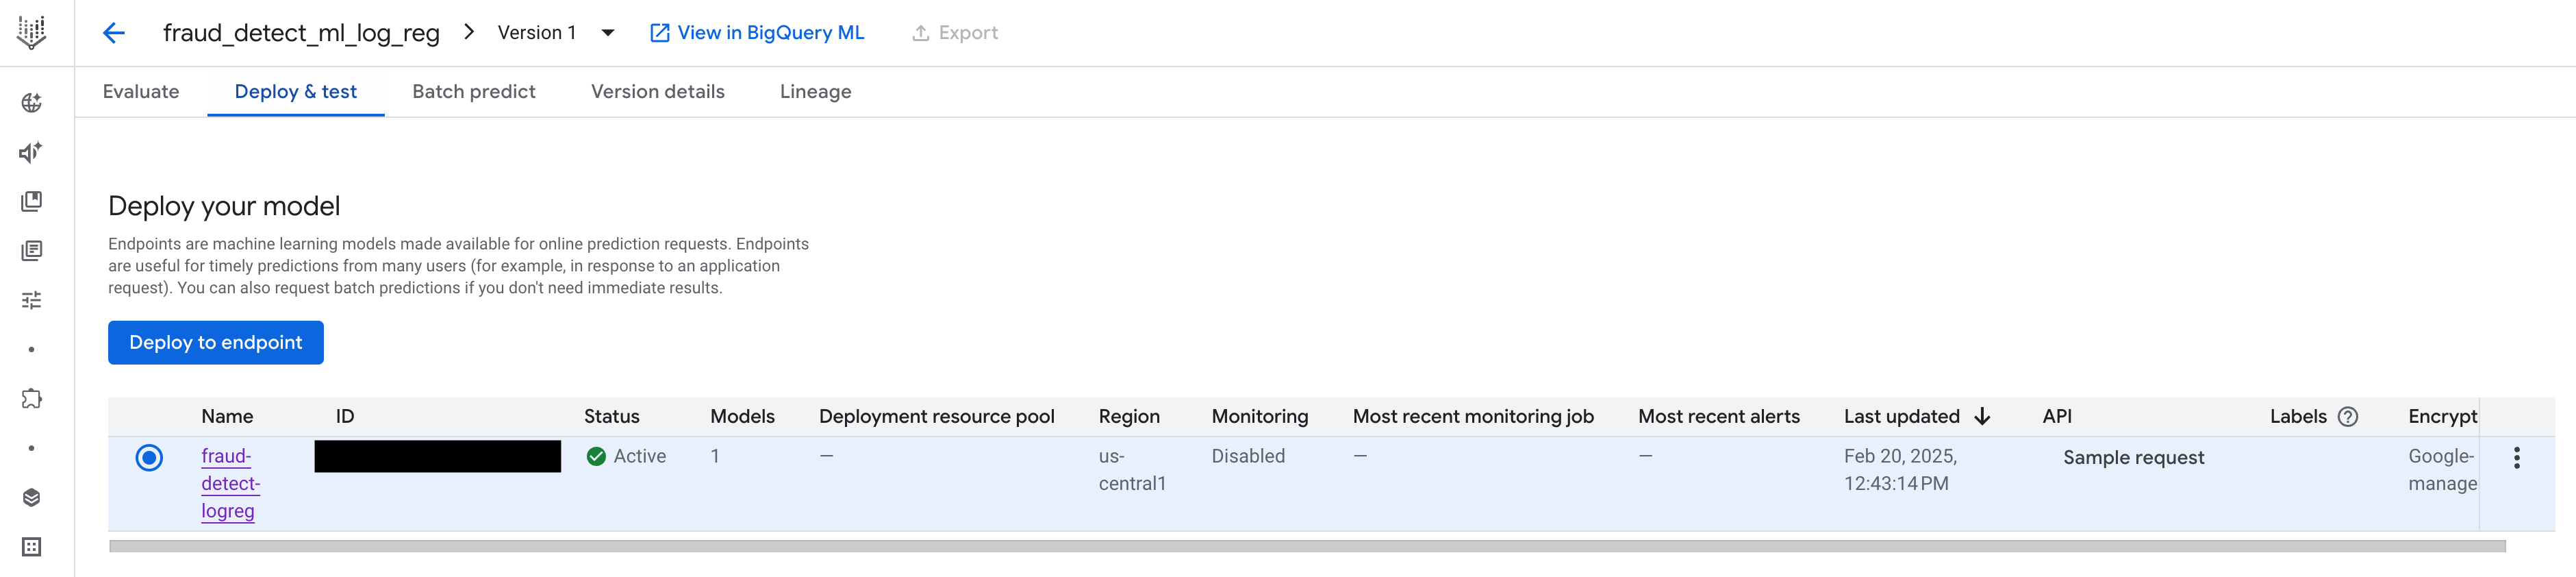 fraud_detect_ml_log_reg > Version 1 View in BigQuery ML Export
Evaluate Deploy & test Batch predict Version details Lineage
Deploy your model
Endpoints are machine learning models made available for online prediction requests. Endpoints
are useful for timely predictions from many users (for example, in response to an application
request). You can also request batch predictions if you don't need immediate results.
Deploy to endpoint
Name ID Status Models Deployment resource pool Region Monitoring Most recent monitoring job Most recent alerts Last updated API Labels Encrypt
fraud- Active 1 — us- Disabled — — Feb 20, 2025, Sample request Google-
detect- central1 12:43:14 PM manage
logreg